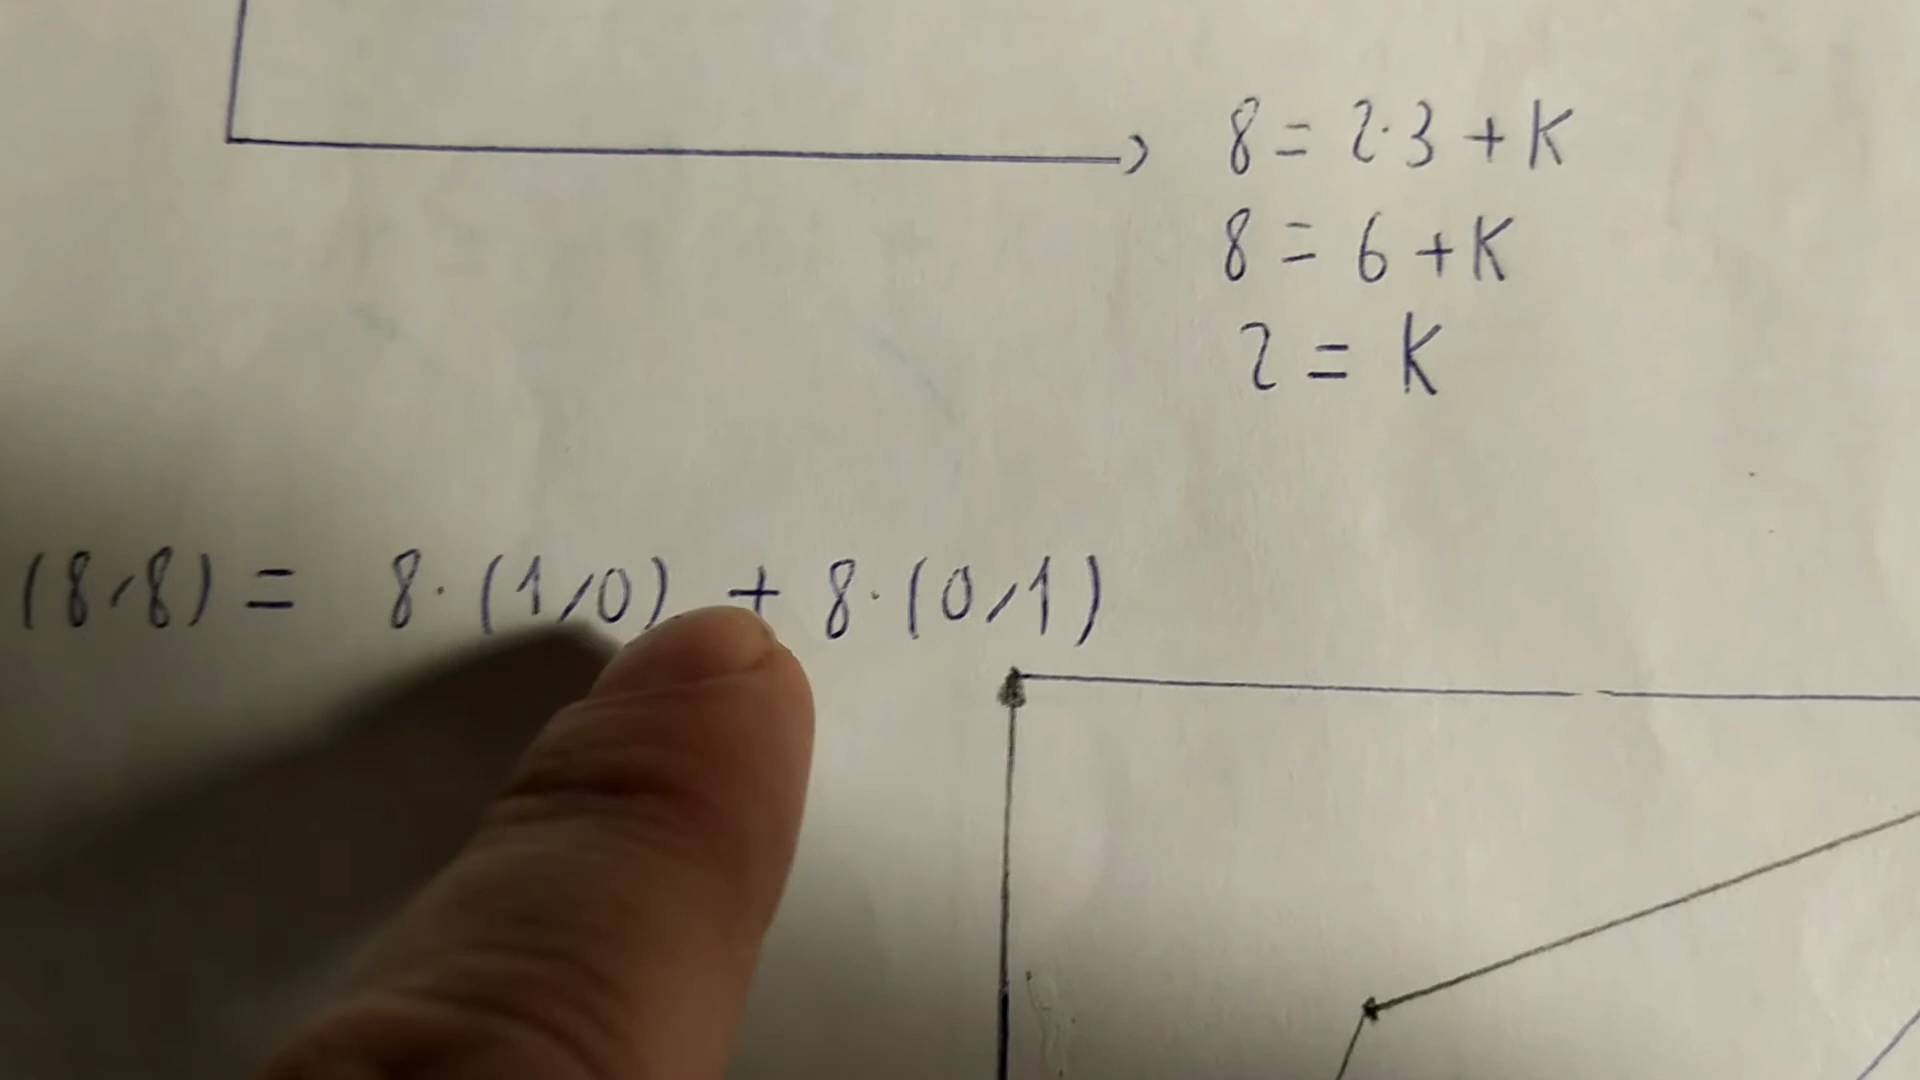 8 = 2·3 + K
8 = 6 + K
2 = K
(8,8) = 8·(1,0) + 8·(0,1)